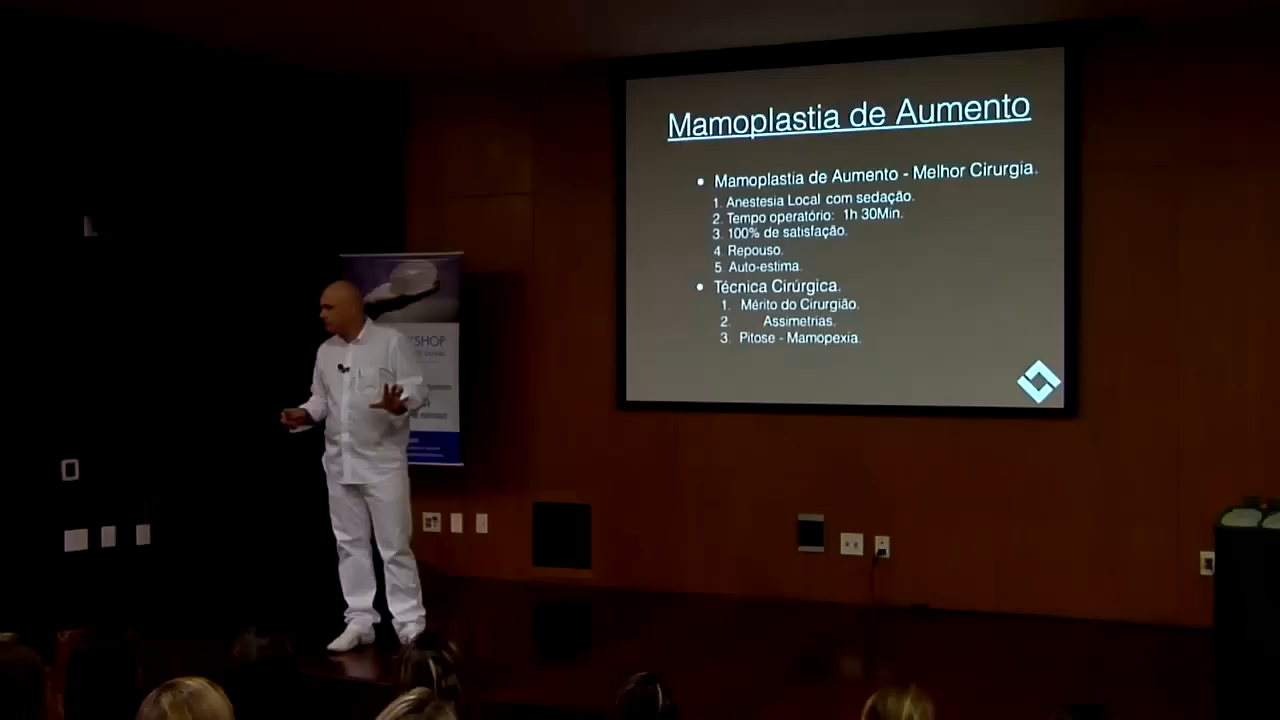 Mamoplastia de Aumento
• Mamoplastia de Aumento - Melhor Cirurgia.
1. Anestesia Local com sedação.
2. Tempo operatório: 1h 30Min.
3. 100% de satisfação.
4. Repouso.
5. Auto-estima.
• Técnica Cirúrgica.
1. Mérito do Cirurgião.
2. Assimetrias.
3. Pitose - Mamopexia.
KSHOP